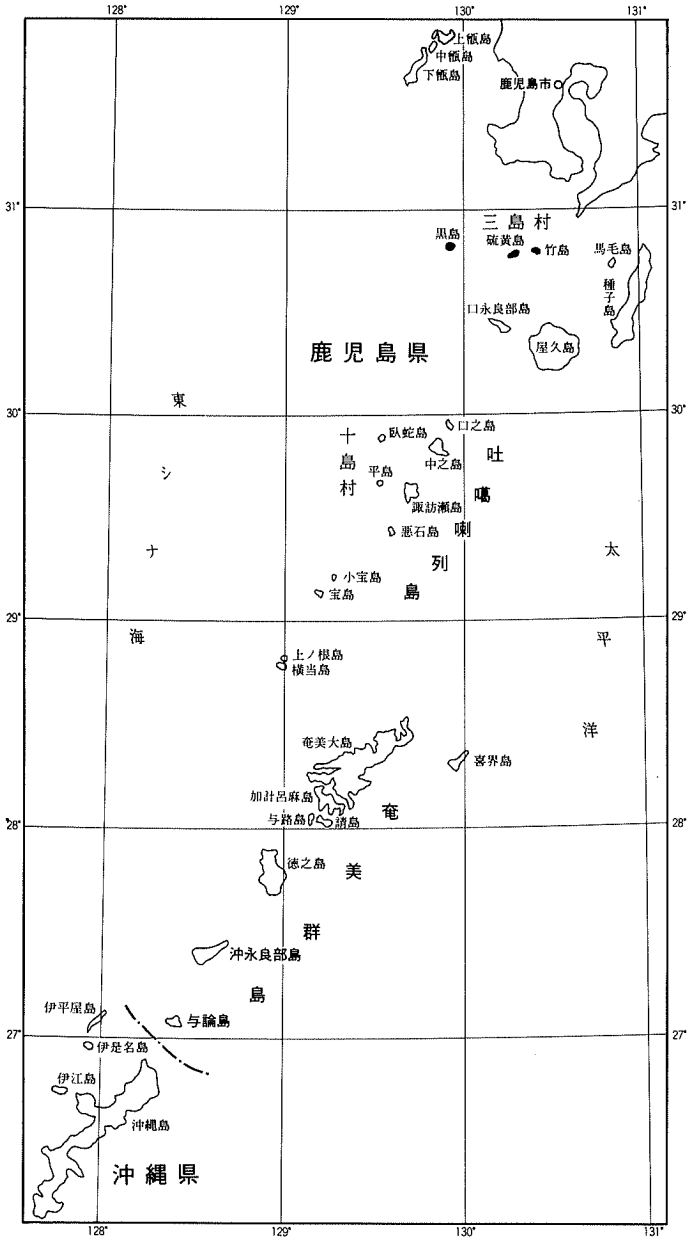 128°
129°
130°
131°
上甑島
中甑島
下甑島
鹿児島市
31°
31°
三島村
黒島
硫黄島
竹島
馬毛島
種子島
口永良部島
屋久島
鹿児島県
30°
30°
東シナ海
十島村
臥蛇島
口之島
中之島
平島
諏訪瀬島
悪石島
小宝島
宝島
吐噶喇列島
太平洋
29°
29°
上ノ根島
横当島
奄美大島
喜界島
加計呂麻島
与路島
請島
28°
28°
徳之島
奄美群島
沖永良部島
与論島
伊平屋島
27°
27°
伊是名島
伊江島
沖縄島
沖縄県
128°
129°
130°
131°